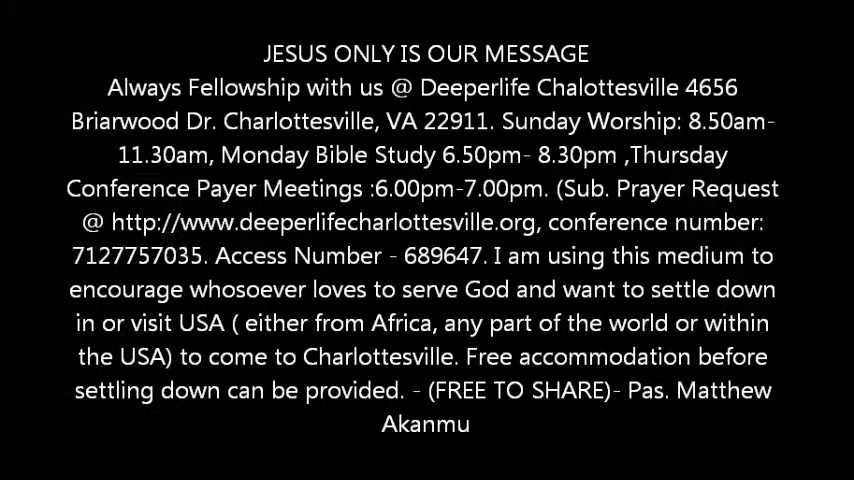 JESUS ONLY IS OUR MESSAGE
Always Fellowship with us @ Deeperlife Chalottesville 4656
Briarwood Dr. Charlottesville, VA 22911. Sunday Worship: 8.50am-
11.30am, Monday Bible Study 6.50pm- 8.30pm ,Thursday
Conference Payer Meetings :6.00pm-7.00pm. (Sub. Prayer Request
@ http://www.deeperlifecharlottesville.org, conference number:
7127757035. Access Number - 689647. I am using this medium to
encourage whosoever loves to serve God and want to settle down
in or visit USA ( either from Africa, any part of the world or within
the USA) to come to Charlottesville. Free accommodation before
settling down can be provided. - (FREE TO SHARE)- Pas. Matthew
Akanmu